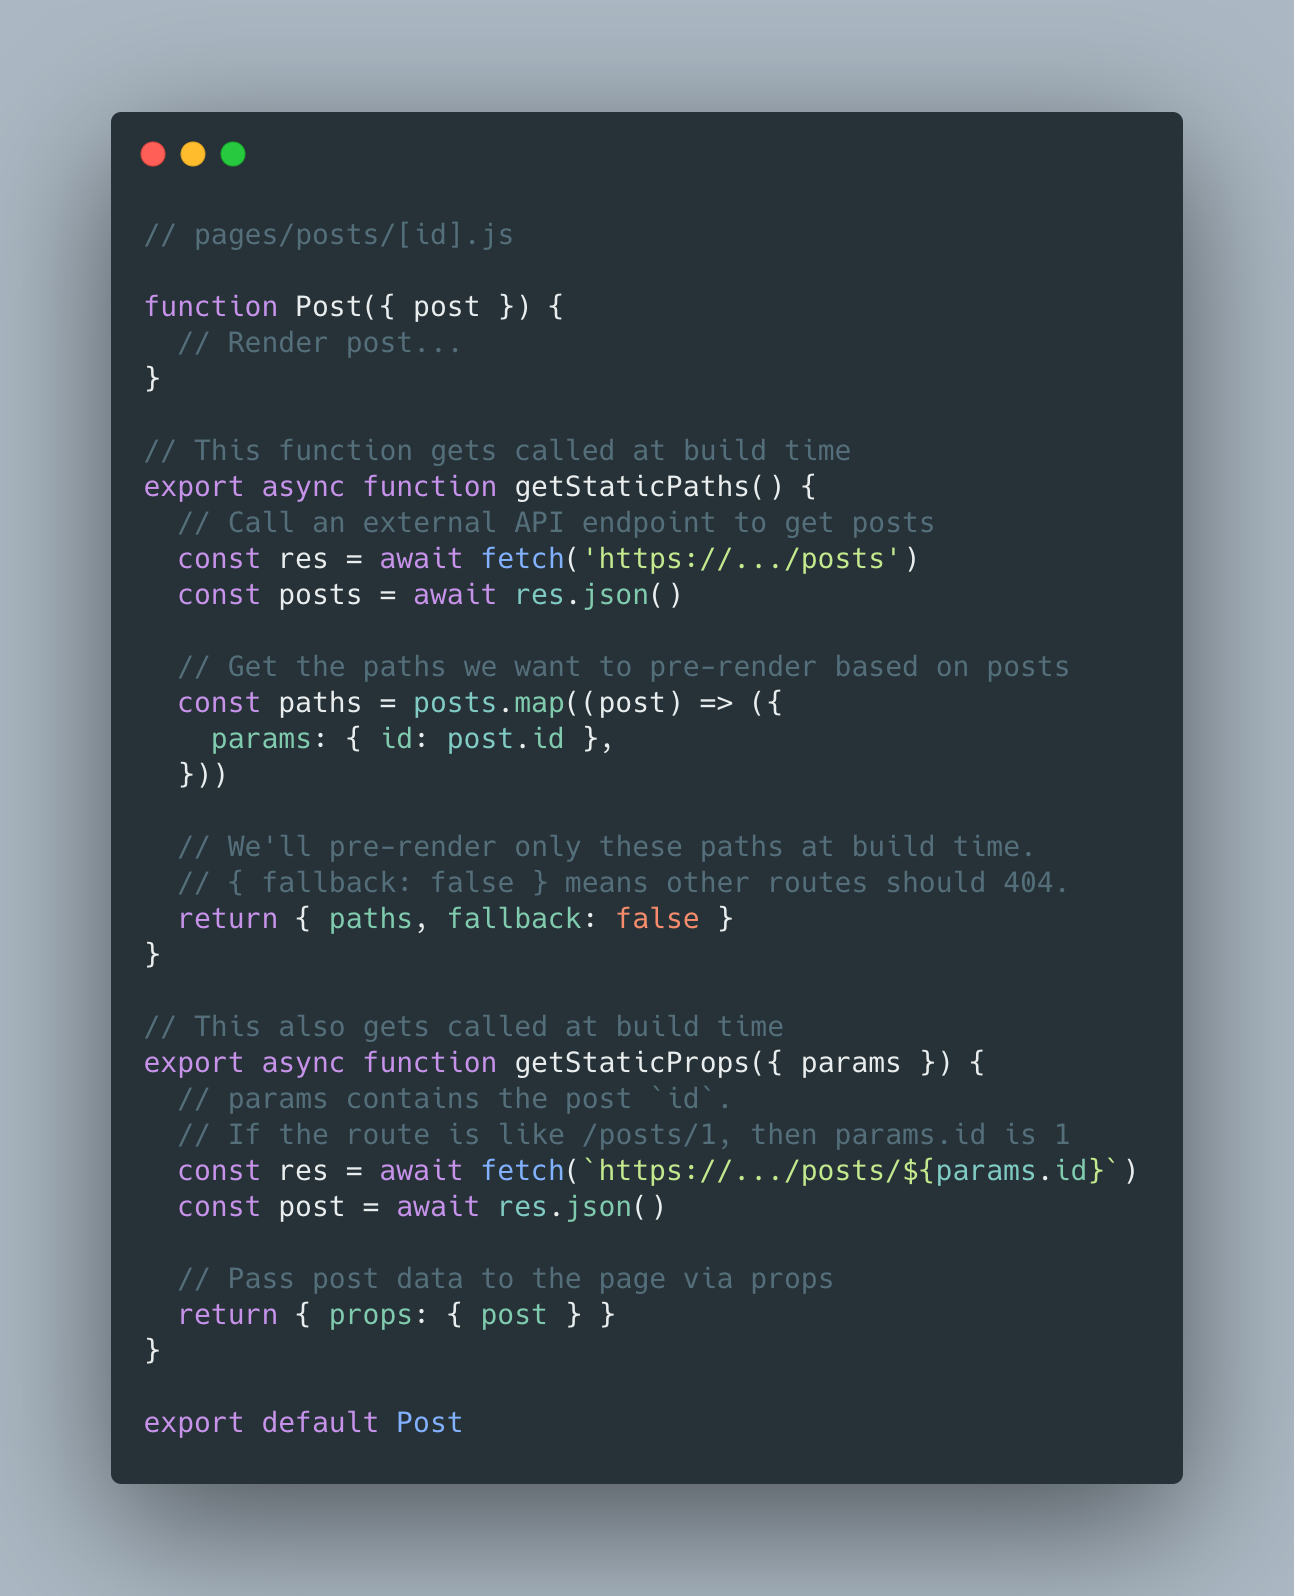 // pages/posts/[id].js

function Post({ post }) {
  // Render post...
}

// This function gets called at build time
export async function getStaticPaths() {
  // Call an external API endpoint to get posts
  const res = await fetch('https://.../posts')
  const posts = await res.json()

  // Get the paths we want to pre-render based on posts
  const paths = posts.map((post) => ({
    params: { id: post.id },
  }))

  // We'll pre-render only these paths at build time.
  // { fallback: false } means other routes should 404.
  return { paths, fallback: false }
}

// This also gets called at build time
export async function getStaticProps({ params }) {
  // params contains the post `id`.
  // If the route is like /posts/1, then params.id is 1
  const res = await fetch(`https://.../posts/${params.id}`)
  const post = await res.json()

  // Pass post data to the page via props
  return { props: { post } }
}

export default Post